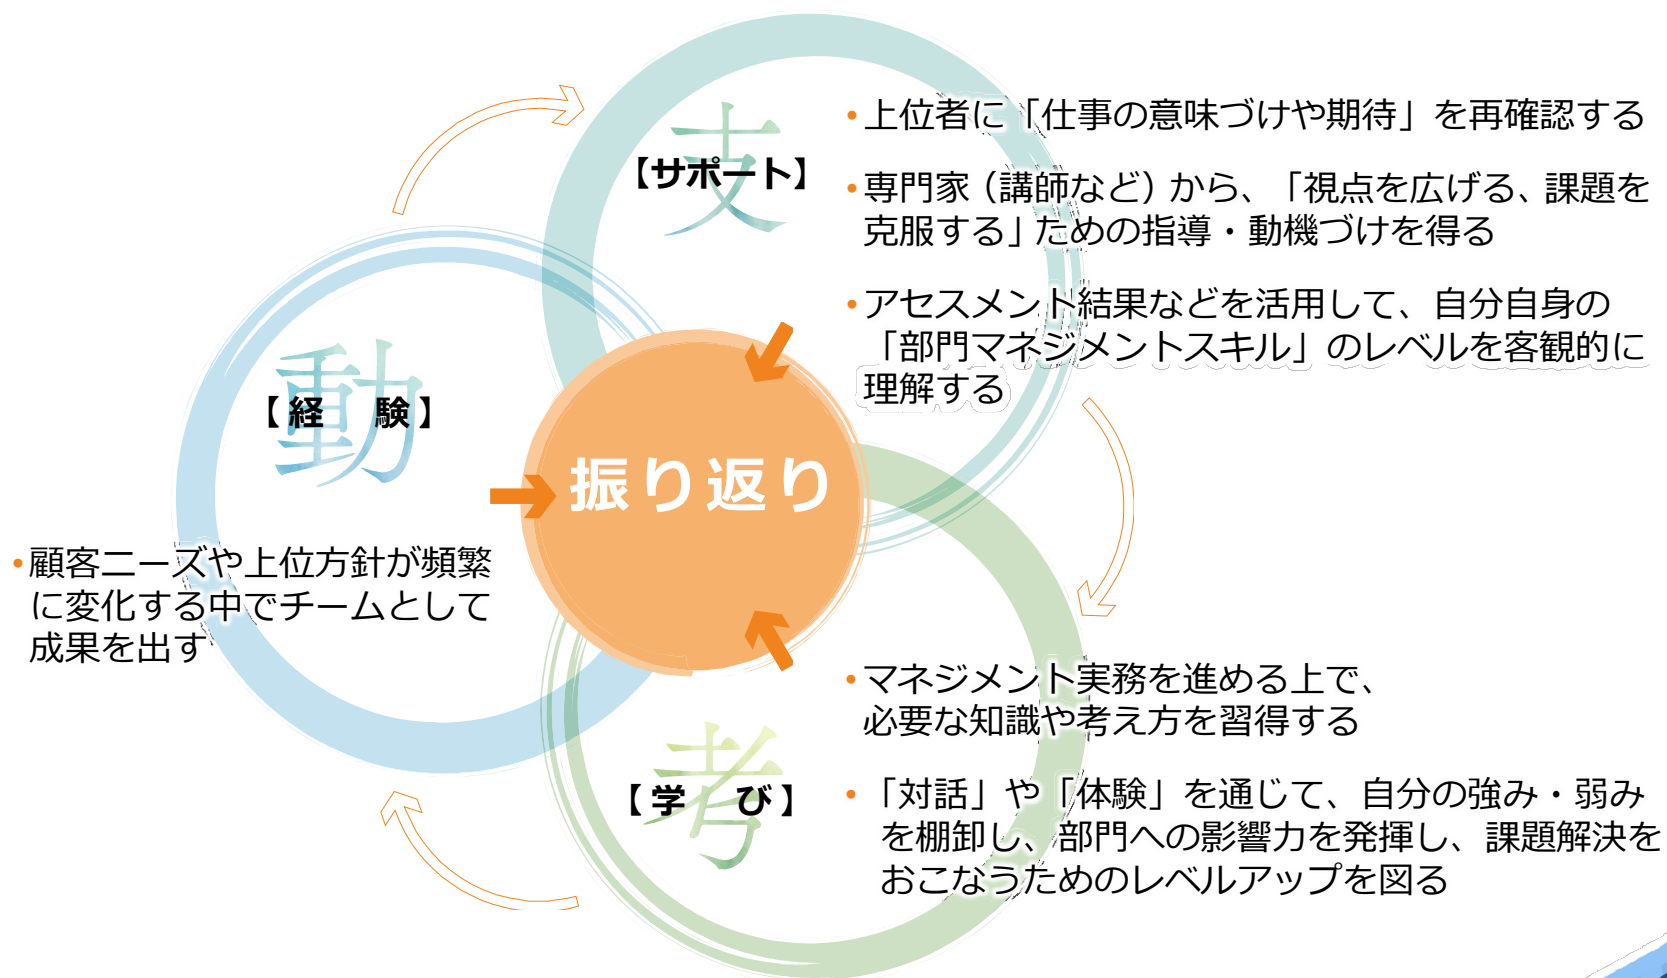 支
【サポート】
・上位者に「仕事の意味づけや期待」を再確認する
・専門家（講師など）から、「視点を広げる、課題を
克服する」ための指導・動機づけを得る
・アセスメント結果などを活用して、自分自身の
「部門マネジメントスキル」のレベルを客観的に
理解する
動
【経　験】
・顧客ニーズや上位方針が頻繁
に変化する中でチームとして
成果を出す
振り返り
考
【学　び】
・マネジメント実務を進める上で、
必要な知識や考え方を習得する
・「対話」や「体験」を通じて、自分の強み・弱み
を棚卸し、部門への影響力を発揮し、課題解決を
おこなうためのレベルアップを図る